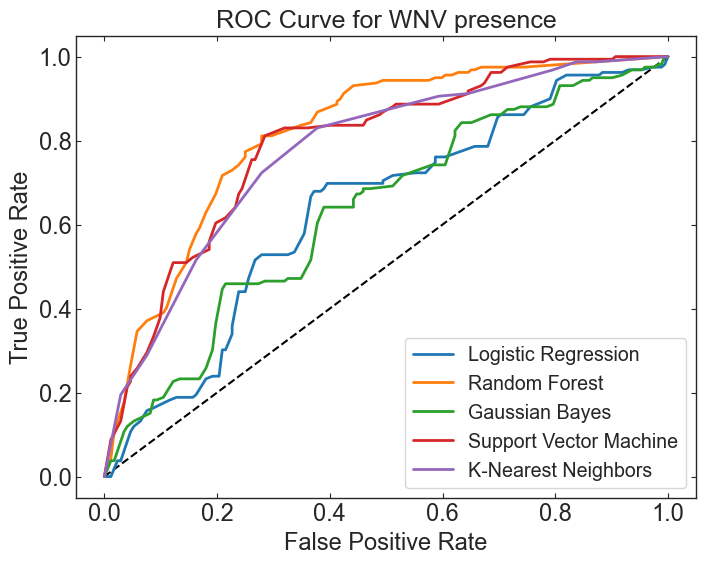 ROC Curve for WNV presence
1.0
0.8
0.6
0.4
0.2
0.0
True Positive Rate
Logistic Regression
Random Forest
Gaussian Bayes
Support Vector Machine
K-Nearest Neighbors
0.0 0.2 0.4 0.6 0.8 1.0
False Positive Rate